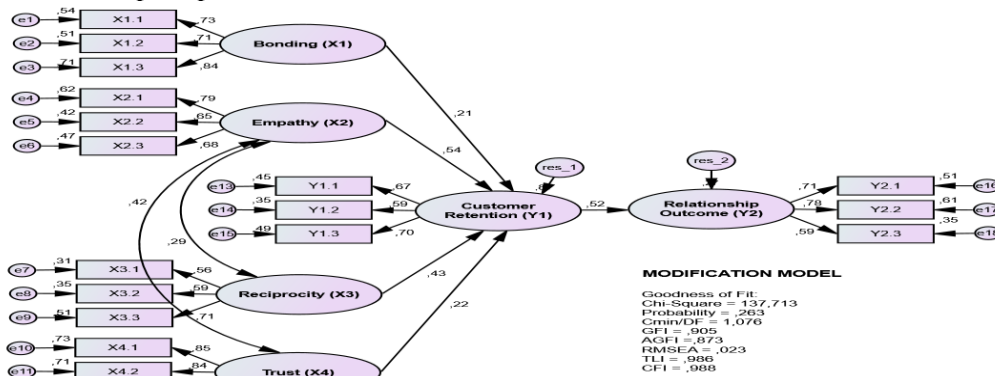 e1
,54
X1.1
,73
e2
,51
X1.2
,71
e3
,71
X1.3
,84
Bonding (X1)
e4
,62
X2.1
,79
e5
,42
X2.2
,65
e6
,47
X2.3
,68
Empathy (X2)
,21
,54
,42
,29
e13
,45
Y1.1
,67
e14
,35
Y1.2
,59
e15
,49
Y1.3
,70
res_1
Customer
Retention (Y1)
,52
res_2
Relationship
Outcome (Y2)
,71
Y2.1
,51
e16
,78
Y2.2
,61
e17
,59
Y2.3
,35
e18
e7
,31
X3.1
,56
e8
,35
X3.2
,59
e9
,51
X3.3
,71
Reciprocity (X3)
,43
,22
e10
,73
X4.1
,85
e11
,71
X4.2
,84
Trust (X4)
MODIFICATION MODEL
Goodness of Fit:
Chi-Square = 137,713
Probability = ,263
Cmin/DF = 1,076
GFI = ,905
AGFI = ,873
RMSEA = ,023
TLI = ,986
CFI = ,988